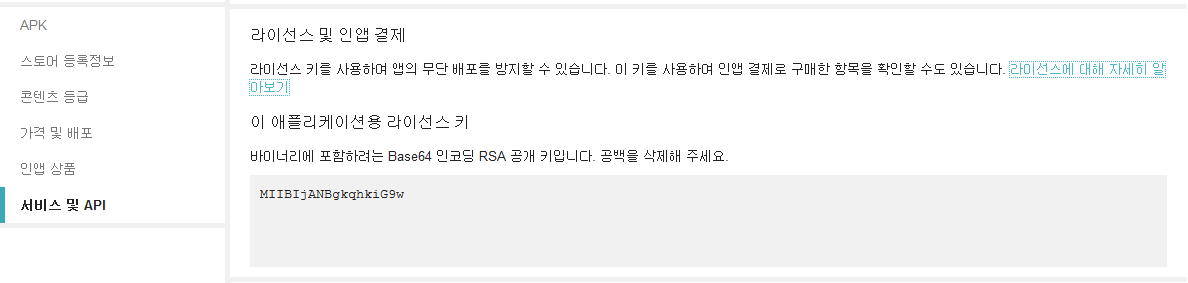 APK
스토어 등록정보
콘텐츠 등급
가격 및 배포
인앱 상품
서비스 및 API
라이선스 및 인앱 결제
라이선스 키를 사용하여 앱의 무단 배포를 방지할 수 있습니다. 이 키를 사용하여 인앱 결제로 구매한 항목을 확인할 수도 있습니다. 라이선스에 대해 자세히 알
아보기
이 애플리케이션용 라이선스 키
바이너리에 포함하려는 Base64 인코딩 RSA 공개 키입니다. 공백을 삭제해 주세요.
MIIBIjANBgkqhkiG9w